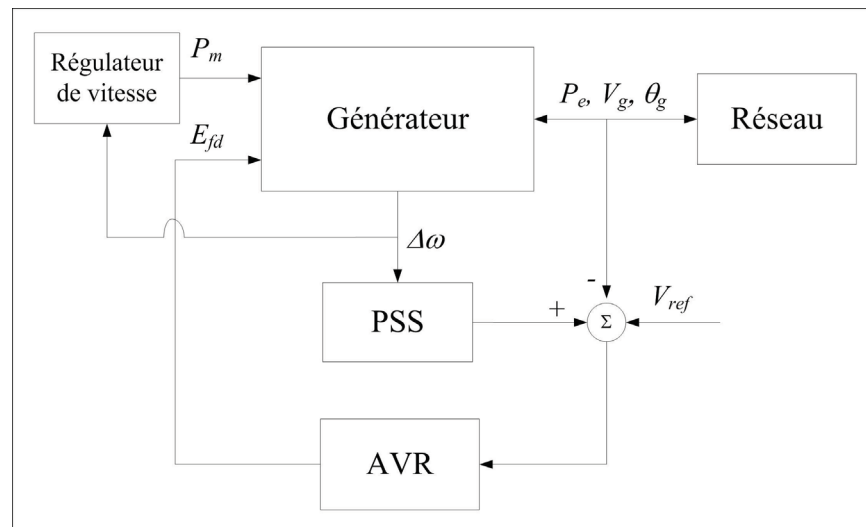 Régulateur
de vitesse
P_m
Générateur
P_e, V_g, θ_g
Réseau
E_fd
Δω
PSS
-
+
Σ
V_ref
AVR